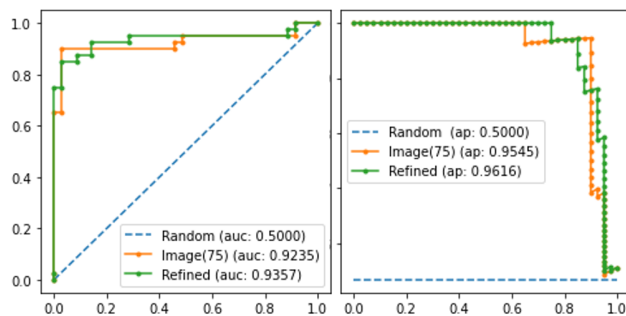 1.0
0.8
0.6
0.4
0.2
0.0
0.0 0.2 0.4 0.6 0.8 1.0
Random (auc: 0.5000)
Image(75) (auc: 0.9235)
Refined (auc: 0.9357)
Random (ap: 0.5000)
Image(75) (ap: 0.9545)
Refined (ap: 0.9616)
0.0 0.2 0.4 0.6 0.8 1.0